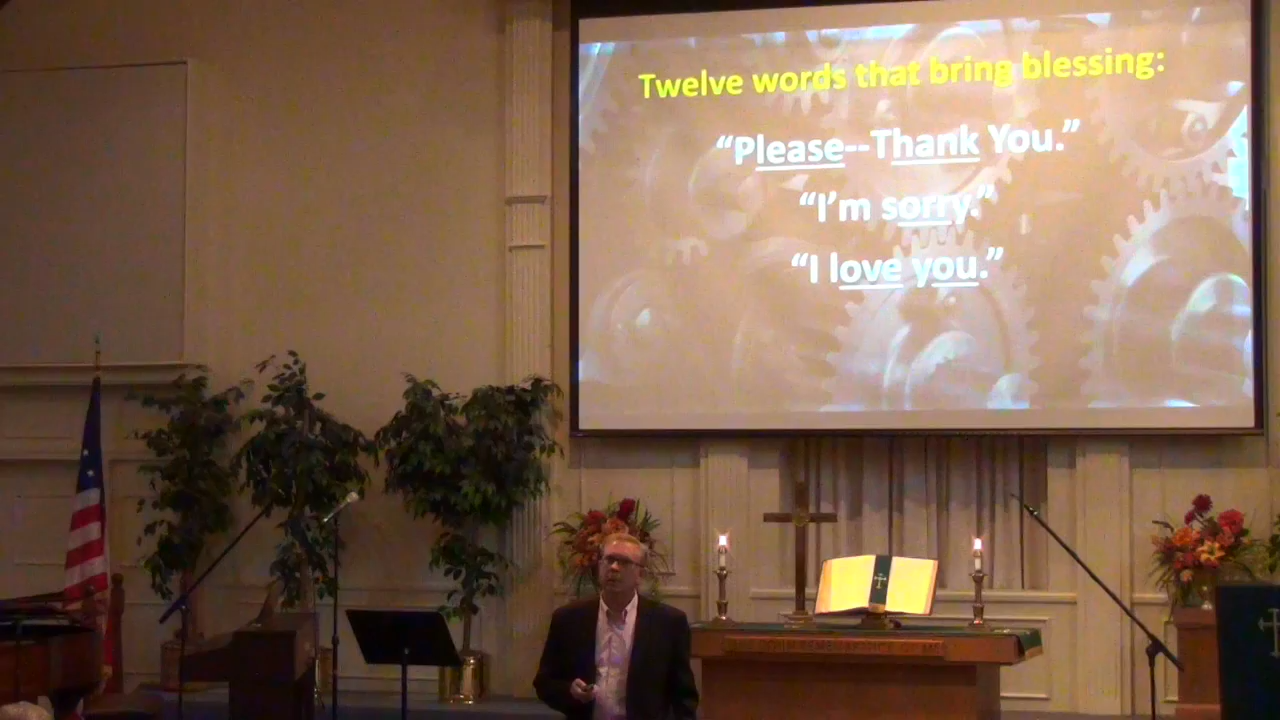 Twelve words that bring blessing:
“Please--Thank You.”
“I’m sorry.”
“I love you.”